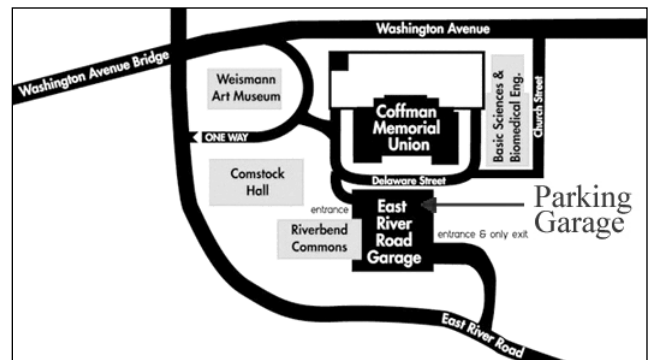 Washington Avenue
Washington Avenue Bridge
Weismann
Art Museum
Coffman
Memorial
Union
Basic Sciences &
Biomedical Eng.
Church Street
ONE WAY
Comstock
Hall
Delaware Street
entrance
East
River
Road
Garage
Parking
Garage
Riverbend
Commons
entrance & only exit
East River Road